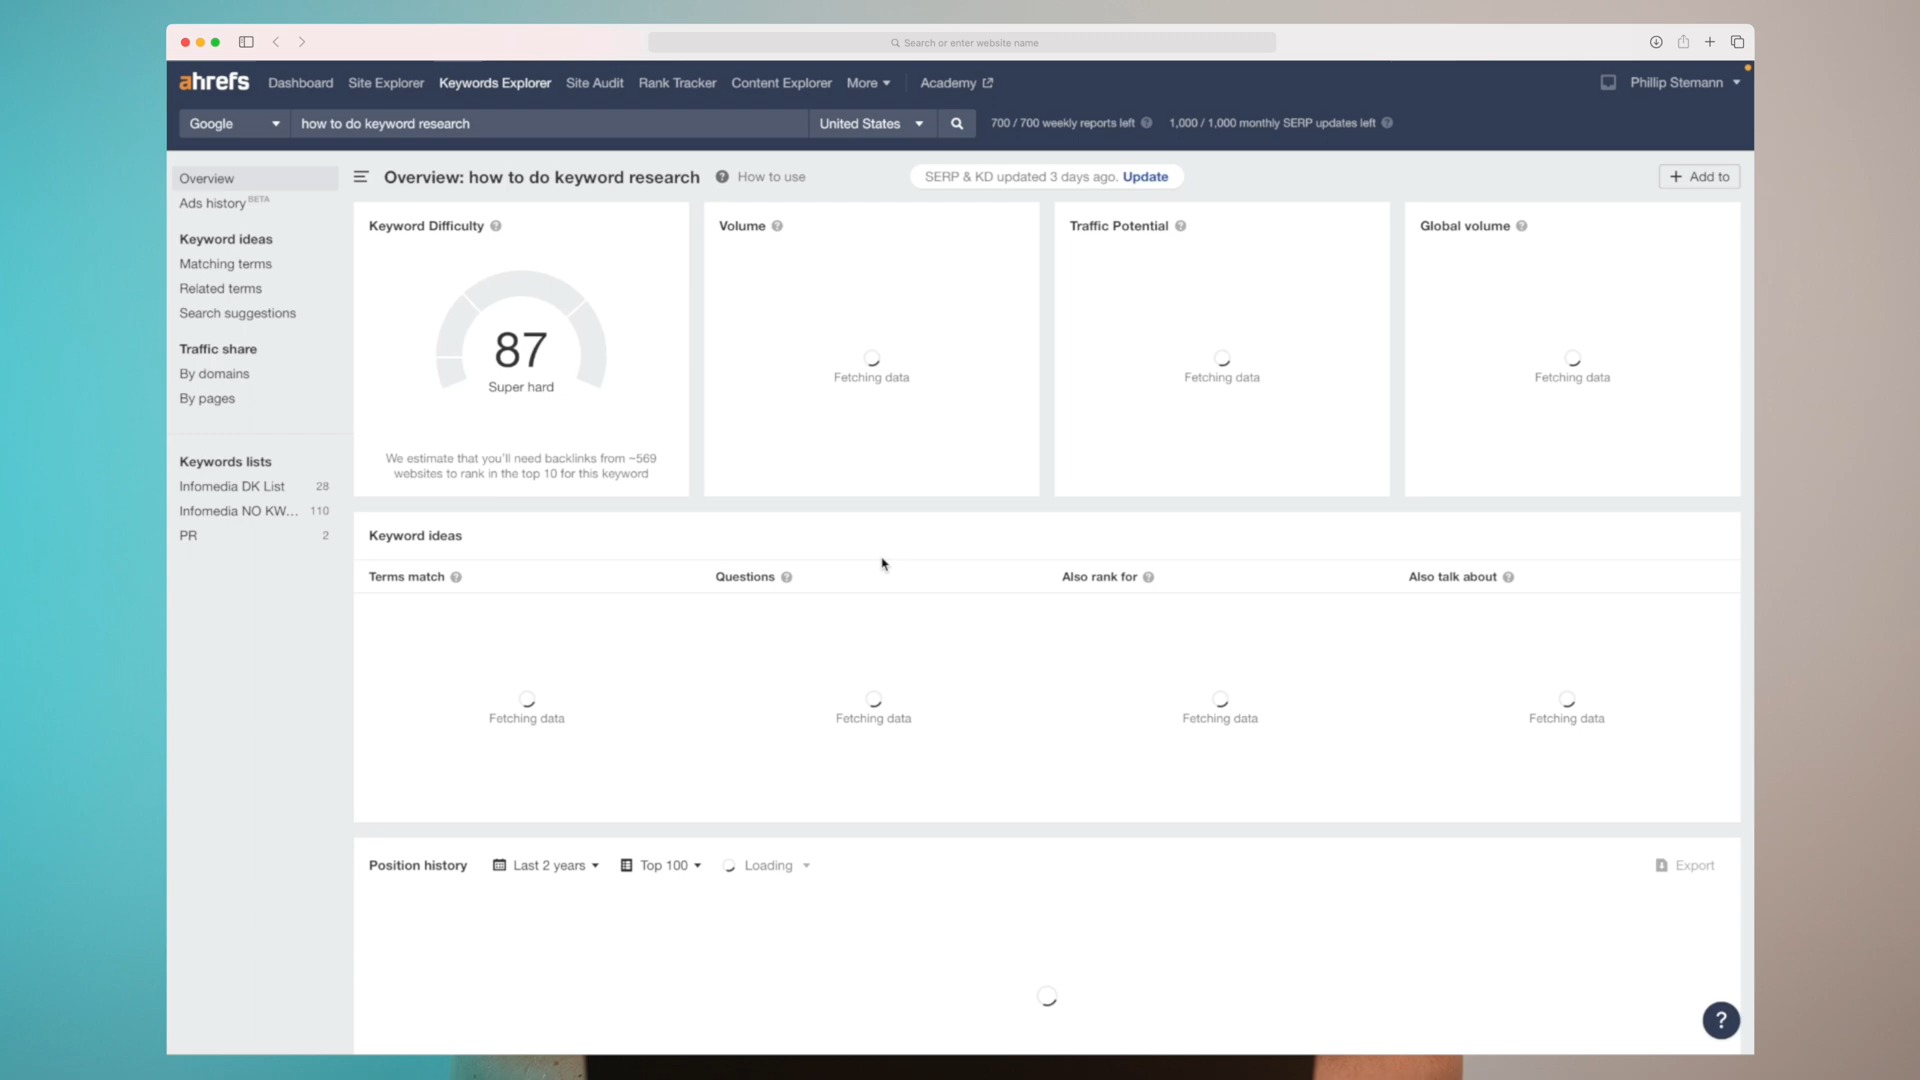 Search or enter website name
ahrefs Dashboard Site Explorer Keywords Explorer Site Audit Rank Tracker Content Explorer More Academy Phillip Stemann
Google how to do keyword research United States 700 / 700 weekly reports left 1,000 / 1,000 monthly SERP updates left
Overview
Ads history BETA
Keyword ideas
Matching terms
Related terms
Search suggestions
Traffic share
By domains
By pages
Keywords lists
Infomedia DK List 28
Infomedia NO KW... 110
PR 2
Overview: how to do keyword research ? How to use SERP & KD updated 3 days ago. Update + Add to
Keyword Difficulty ?
87
Super hard
We estimate that you'll need backlinks from ~569
websites to rank in the top 10 for this keyword
Volume ?
Fetching data
Traffic Potential ?
Fetching data
Global volume ?
Fetching data
Keyword ideas
Terms match ? Questions ? Also rank for ? Also talk about ?
Fetching data Fetching data Fetching data Fetching data
Position history Last 2 years Top 100 Loading Export
?